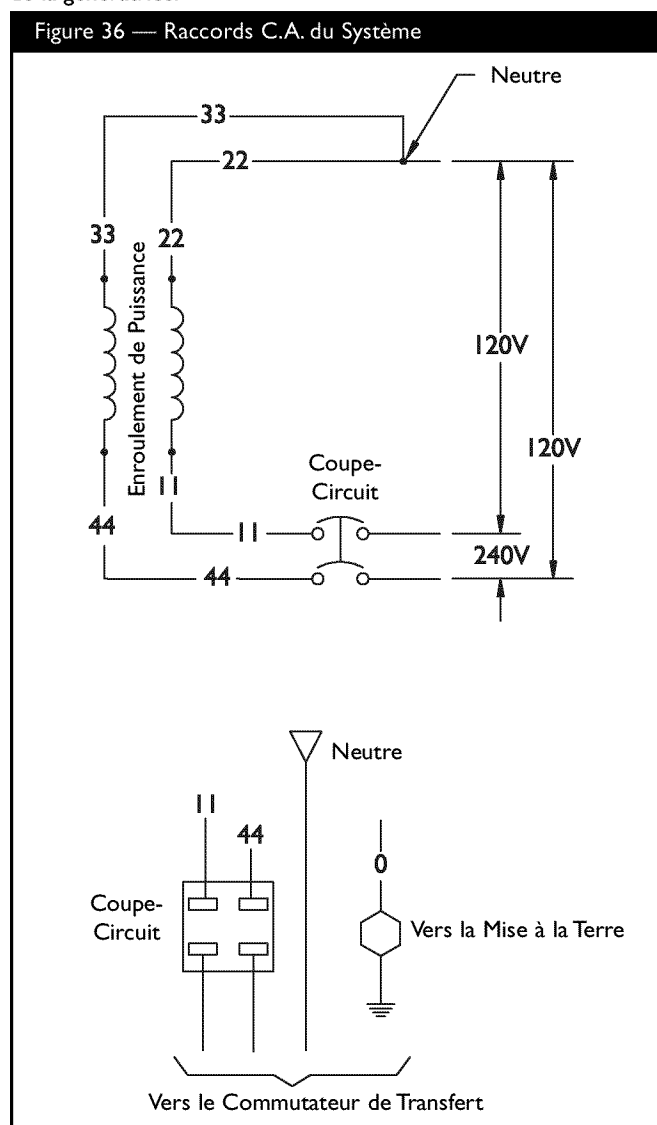 Figure 36 — Raccords C.A. du Système
Neutre
33
22
33
22
Enroulement de Puissance
120V
120V
Coupe-
Circuit
11
44
11
240V
44
Neutre
11
44
0
Coupe-
Circuit
Vers la Mise à la Terre
Vers le Commutateur de Transfert